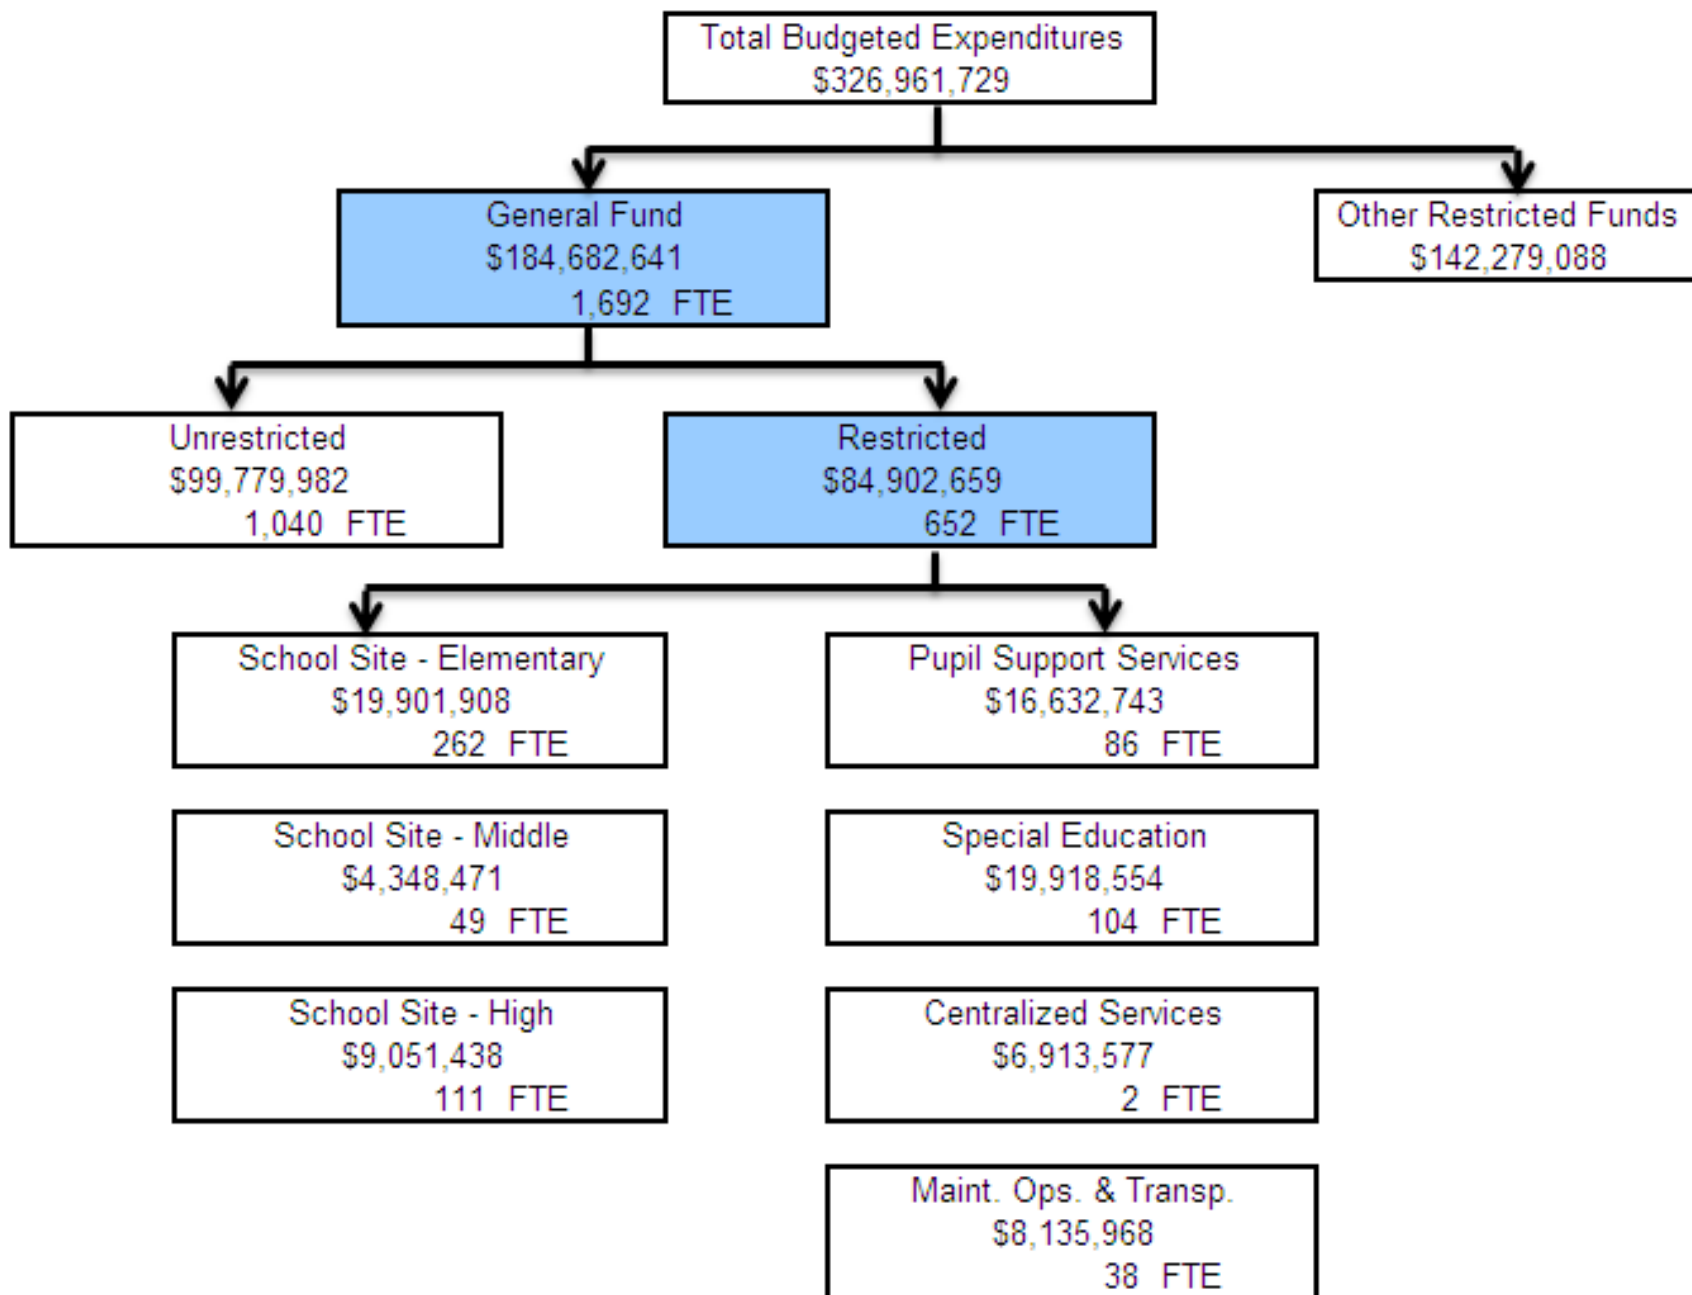 Total Budgeted Expenditures
$326,961,729
General Fund
$184,682,641
1,692 FTE
Other Restricted Funds
$142,279,088
Unrestricted
$99,779,982
1,040 FTE
Restricted
$84,902,659
652 FTE
School Site - Elementary
$19,901,908
262 FTE
Pupil Support Services
$16,632,743
86 FTE
School Site - Middle
$4,348,471
49 FTE
Special Education
$19,918,554
104 FTE
School Site - High
$9,051,438
111 FTE
Centralized Services
$6,913,577
2 FTE
Maint. Ops. & Transp.
$8,135,968
38 FTE